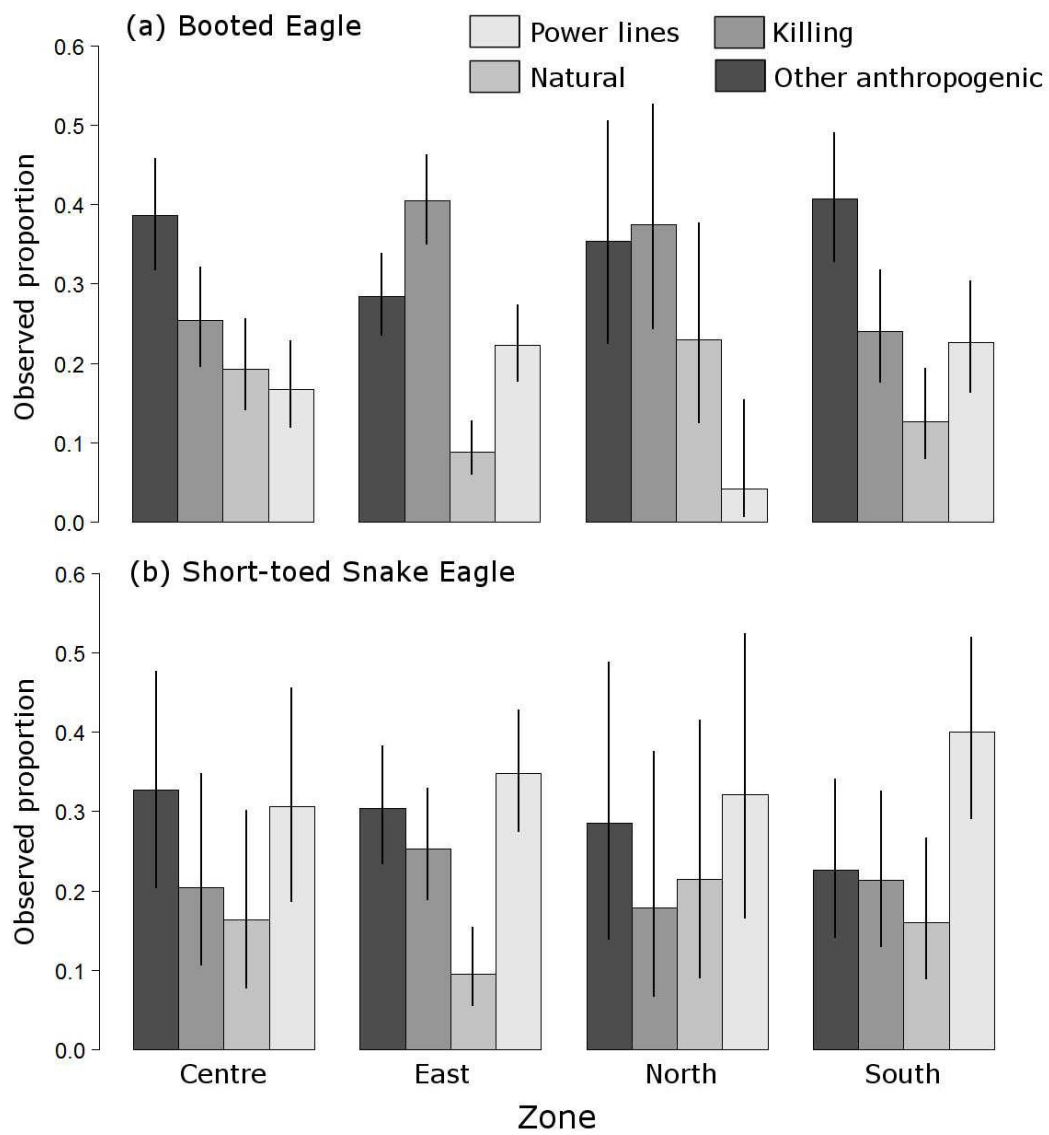 (a) Booted Eagle
Power lines
Killing
Natural
Other anthropogenic
0.6
0.5
0.4
0.3
0.2
0.1
0.0
Observed proportion
(b) Short-toed Snake Eagle
0.6
0.5
0.4
0.3
0.2
0.1
0.0
Observed proportion
Centre
East
North
South
Zone